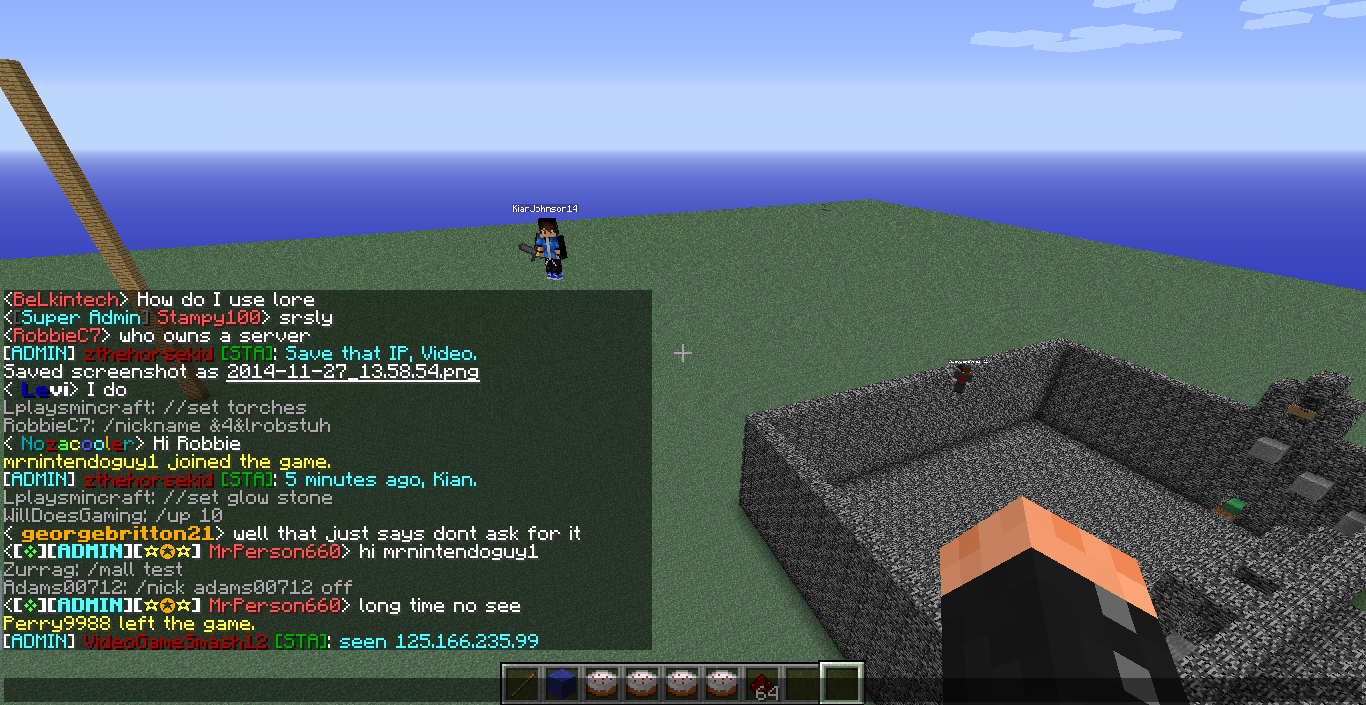 KianJohnson14
<BeLkintech> How do I use lore
<[Super Admin] Stampy100> srsly
<RobbieC7> who owns a server
[ADMIN] zthehorsekid [STA]: Save that IP, Video.
Saved screenshot as 2014-11-27_13.58.54.png
< Levi> I do
Lplaysmincraft: //set torches
RobbieC7: /nickname &4&lrobstuh
< Nozacooler> Hi Robbie
mrnintendoguy1 joined the game.
[ADMIN] zthehorsekid [STA]: 5 minutes ago, Kian.
Lplaysmincraft: //set glow stone
WillDoesGaming: /up 10
< georgebritton21> well that just says dont ask for it
<[❖][ADMIN][☆✪☆] MrPerson660> hi mrnintendoguy1
Zurrag: /mall test
Adams00712: /nick adams00712 off
<[❖][ADMIN][☆✪☆] MrPerson660> long time no see
Perry9988 left the game.
[ADMIN] VideoGameSmash12 [STA]: seen 125.166.235.99
64